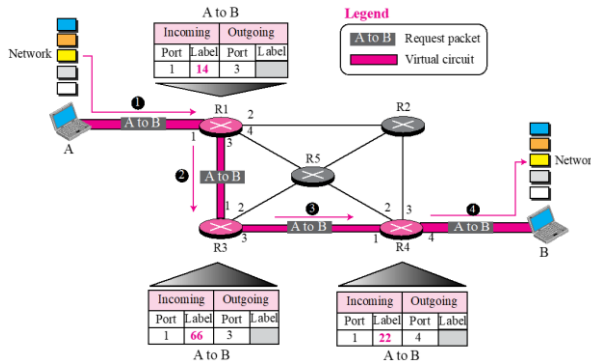 A to B
Incoming Outgoing
Port Label Port Label
1 14 3
Legend
A to B Request packet
Virtual circuit
Network
1
A to B
A
R1
1
2
4
3
R2
R5
2
A to B
1
2
R3
3
3
A to B
2
3
1
R4
4
4
A to B
B
Network
Incoming Outgoing
Port Label Port Label
1 66 3
A to B
Incoming Outgoing
Port Label Port Label
1 22 4
A to B